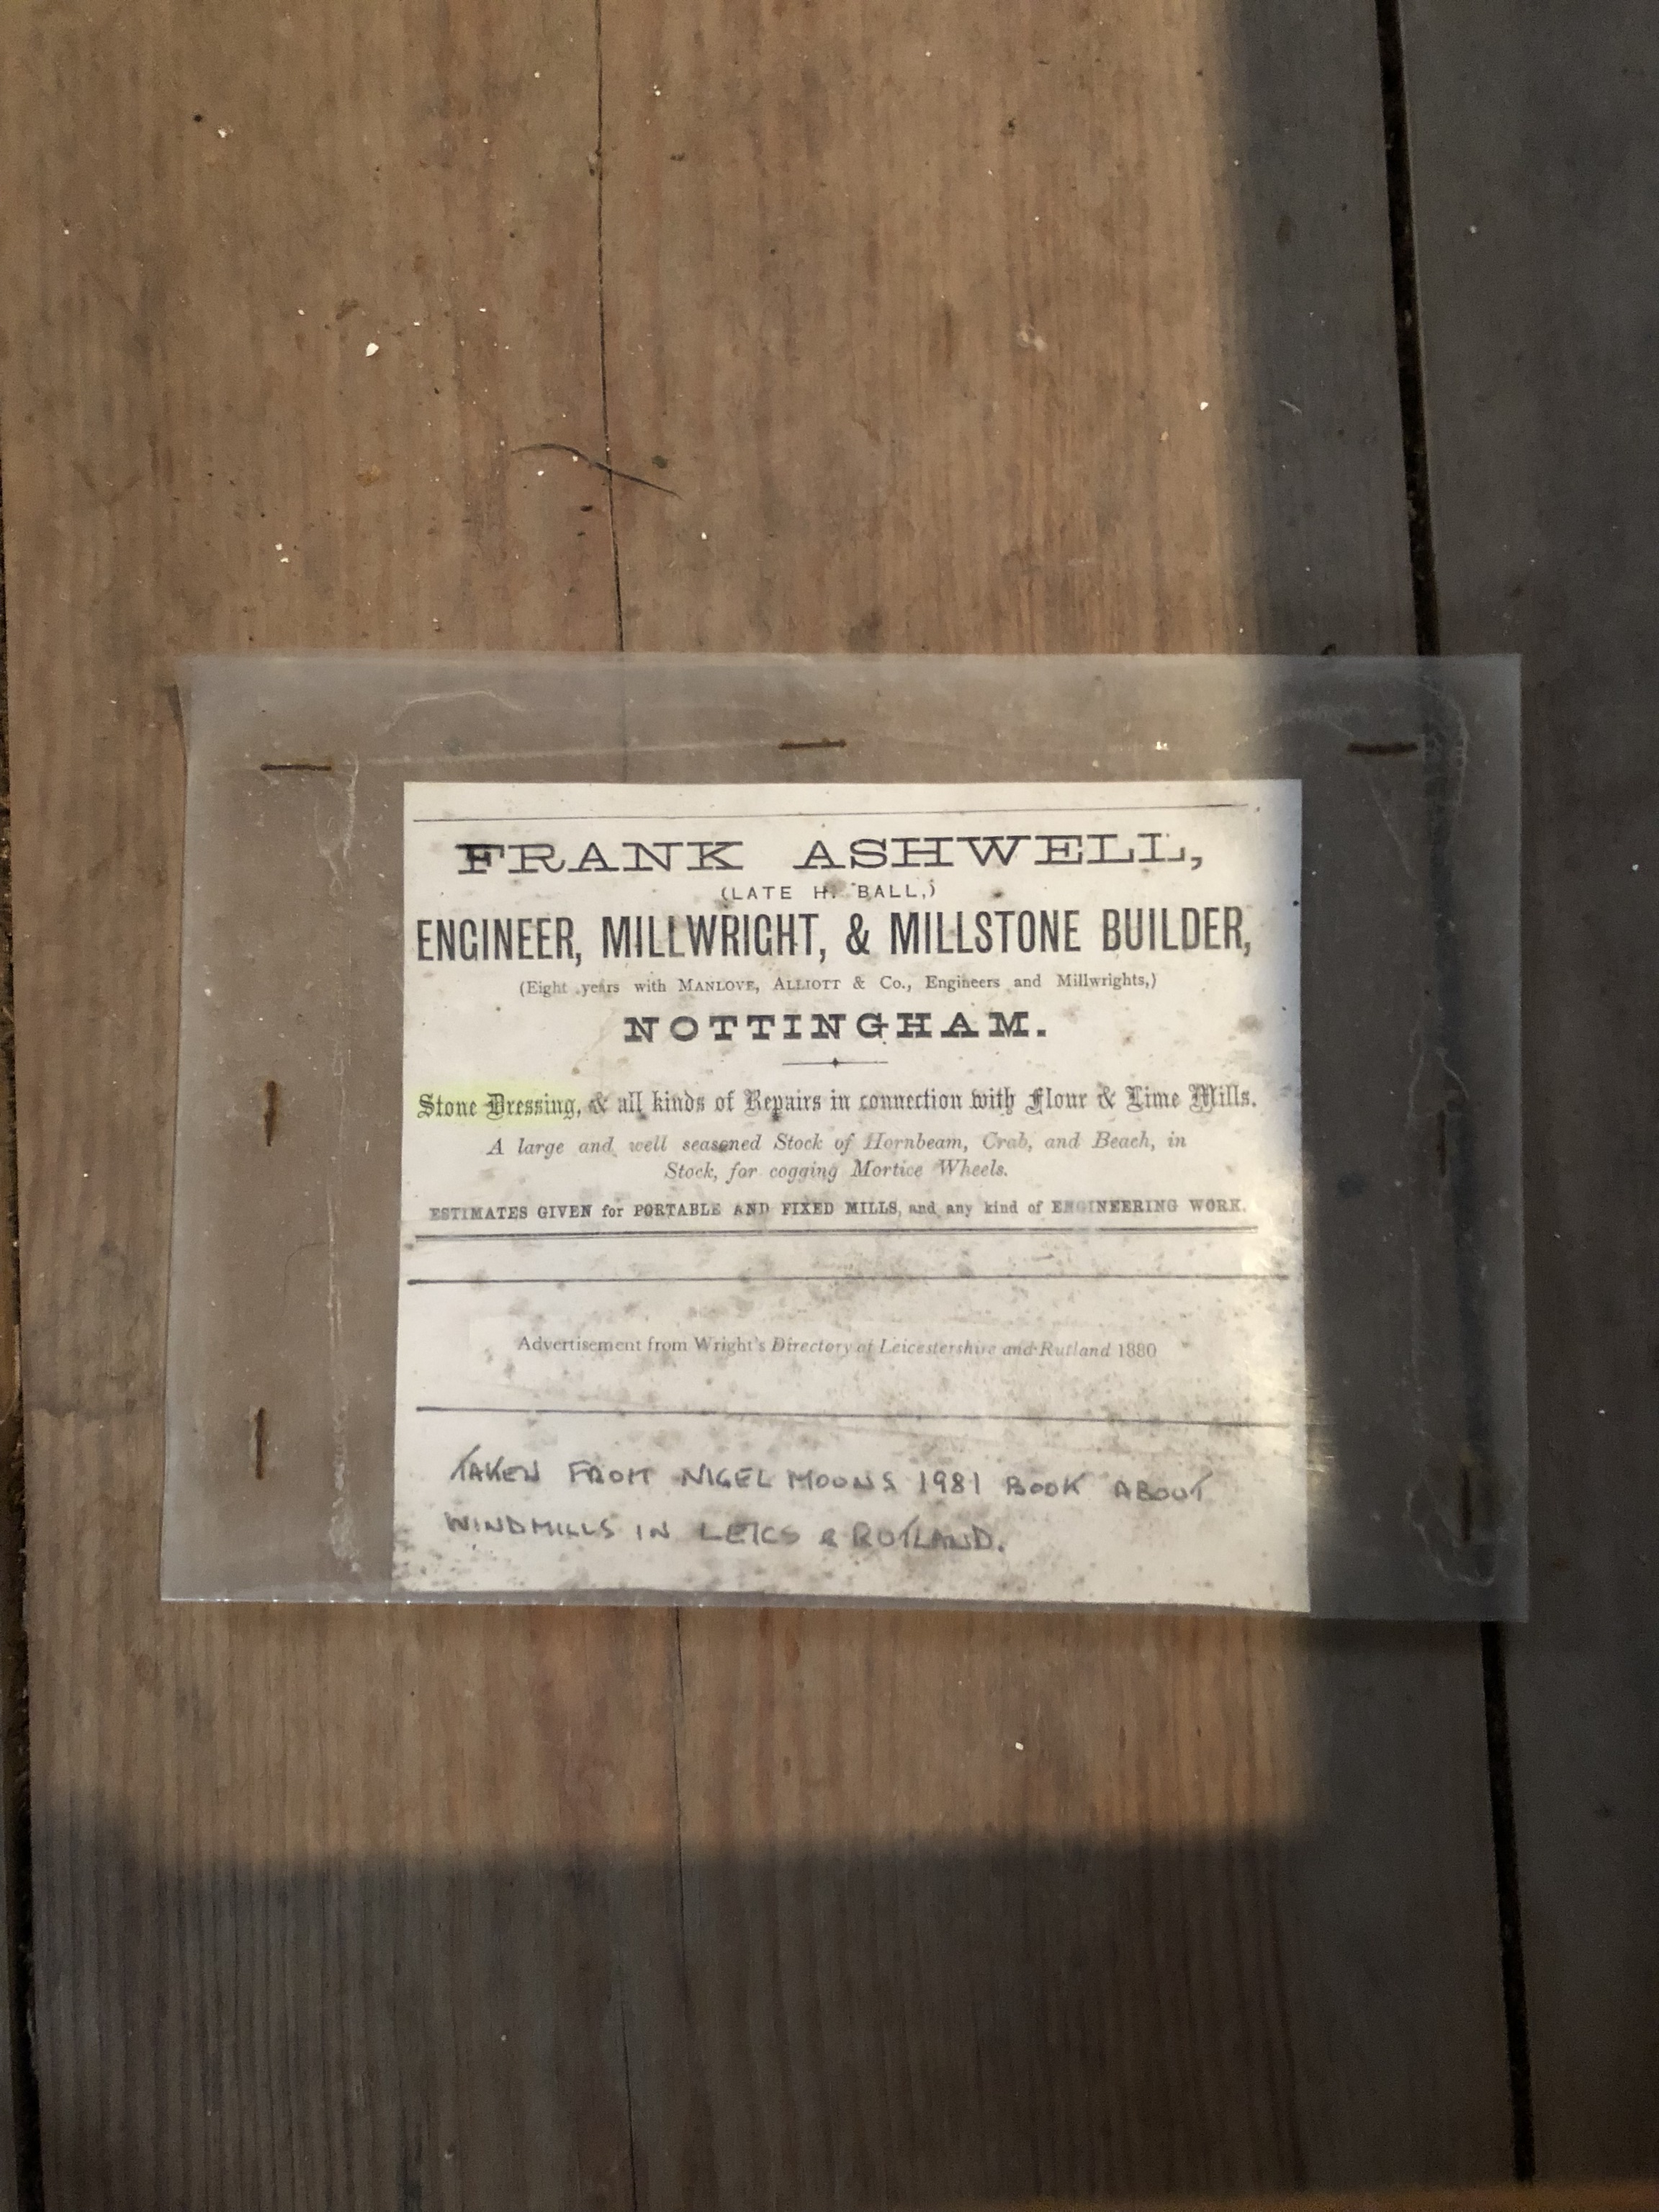 FRANK ASHWELL,
(LATE H. BALL,)
ENGINEER, MILLWRIGHT, & MILLSTONE BUILDER,
(Eight years with MANLOVE, ALLIOTT & Co., Engineers and Millwrights,)
NOTTINGHAM.
Stone Dressing, & all kinds of Repairs in connection with Flour & Lime Mills.
A large and well seasoned Stock of Hornbeam, Crab, and Beach, in
Stock, for cogging Mortice Wheels.
ESTIMATES GIVEN for PORTABLE AND FIXED MILLS, and any kind of ENGINEERING WORK.
Advertisement from Wright's Directory of Leicestershire and Rutland 1880
TAKEN FROM NIGEL MOONS 1981 BOOK ABOUT
WINDMILLS IN LEICS & RUTLAND.